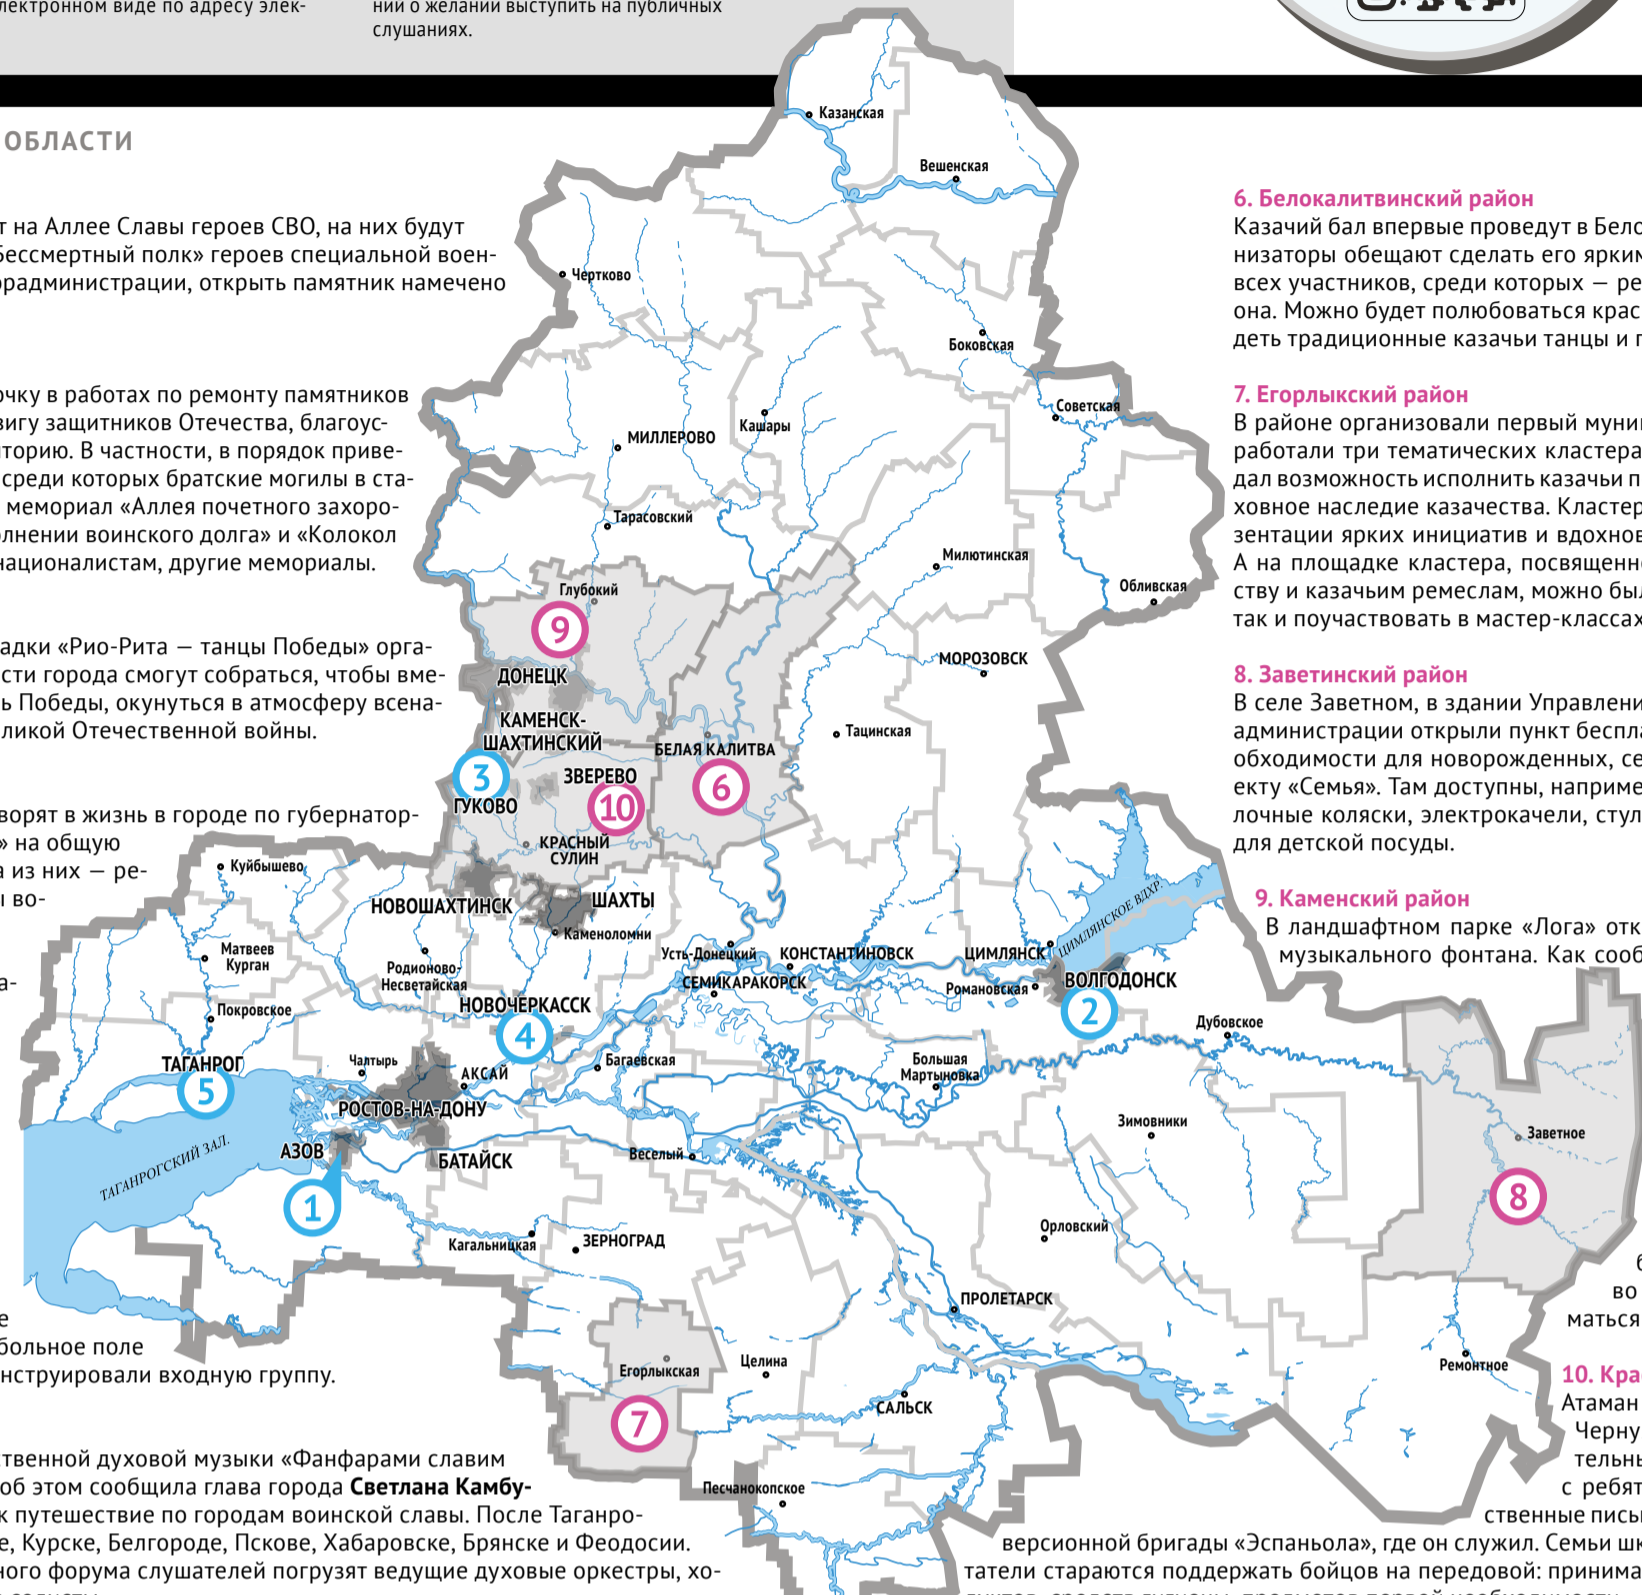 лектронном виде по адресу элек-
нии о желании выступить на публичных
слушаниях.
ОБЛАСТИ
т на Аллее Славы героев СВО, на них будут
Бессмертный полк» героев специальной воен-
орадминистрации, открыть памятник намечено
очку в работах по ремонту памятников
вигу защитников Отечества, благоус-
торию. В частности, в порядок приве-
среди которых братские могилы в ста-
мемориал «Аллея почетного захоро-
олнении воинского долга» и «Колокол
националистам, другие мемориалы.
адки «Рио-Рита — танцы Победы» орга-
сти города смогут собраться, чтобы вме-
ь Победы, окунуться в атмосферу всена-
ликой Отечественной войны.
ворят в жизнь в городе по губернатор-
» на общую
а из них — ре-
ы во-
а-
е
больное поле
нструировали входную группу.
ственной духовой музыки «Фанфарами славим
об этом сообщила глава города Светлана Камбу-
к путешествие по городам воинской славы. После Таганро-
е, Курске, Белгороде, Пскове, Хабаровске, Брянске и Феодосии.
ного форума слушателей погрузят ведущие духовые оркестры, хо-
Казанская
Вешенская
Чертково
Боковская
Советская
Кашары
МИЛЛЕРОВО
Тарасовский
Милютинская
Обливская
Глубокий
9
ДОНЕЦК
МОРОЗОВСК
КАМЕНСК-
ШАХТИНСКИЙ
Тацинская
БЕЛАЯ КАЛИТВА
3
ЗВЕРЕВО
6
ГУКОВО
10
КРАСНЫЙ
СУЛИН
Куйбышево
НОВОШАХТИНСК
ШАХТЫ
Каменоломни
ЦИМЛЯНСКОЕ ВДХР.
Матвеев
Курган
Родионово-
Несветайская
Усть-Донецкий
КОНСТАНТИНОВСК
ЦИМЛЯНСК
СЕМИКАРАКОРСК
Романовская
ВОЛГОДОНСК
2
Покровское
НОВОЧЕРКАССК
4
Дубовское
ТАГАНРОГ
5
Чалтырь
АКСАЙ
Багаевская
Большая
Мартыновка
РОСТОВ-НА-ДОНУ
Зимовники
Заветное
АЗОВ
БАТАЙСК
Веселый
ТАГАНРОГСКИЙ ЗАЛ.
1
8
Орловский
Кагальницкая
ЗЕРНОГРАД
ПРОЛЕТАРСК
Егорлыкская
Целина
Ремонтное
7
САЛЬСК
Песчанокопское
6. Белокалитвинский район
Казачий бал впервые проведут в Бело
низаторы обещают сделать его ярким
всех участников, среди которых — ре
она. Можно будет полюбоваться крас
деть традиционные казачьи танцы и п
7. Егорлыкский район
В районе организовали первый муни
работали три тематических кластера
дал возможность исполнить казачьи п
ховное наследие казачества. Кластер
зентации ярких инициатив и вдохнов
А на площадке кластера, посвященно
ству и казачьим ремеслам, можно был
так и поучаствовать в мастер-классах
8. Заветинский район
В селе Заветном, в здании Управлени
администрации открыли пункт беспла
обходимости для новорожденных, се
екту «Семья». Там доступны, наприме
лочные коляски, электрокачели, стул
для детской посуды.
9. Каменский район
В ландшафтном парке «Лога» отк
музыкального фонтана. Как сооб
б
во
маться
10. Кра
Атаман
Черну
тельны
с ребят
ственные пись
версионной бригады «Эспаньола», где он служил. Семьи шк
татели стараются поддержать бойцов на передовой: принима